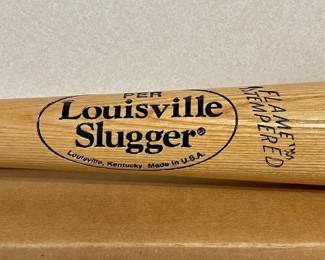 PER
Louisville
Slugger®
Louisville, Kentucky Made in U.S.A.
FLAME™
TEMPERED